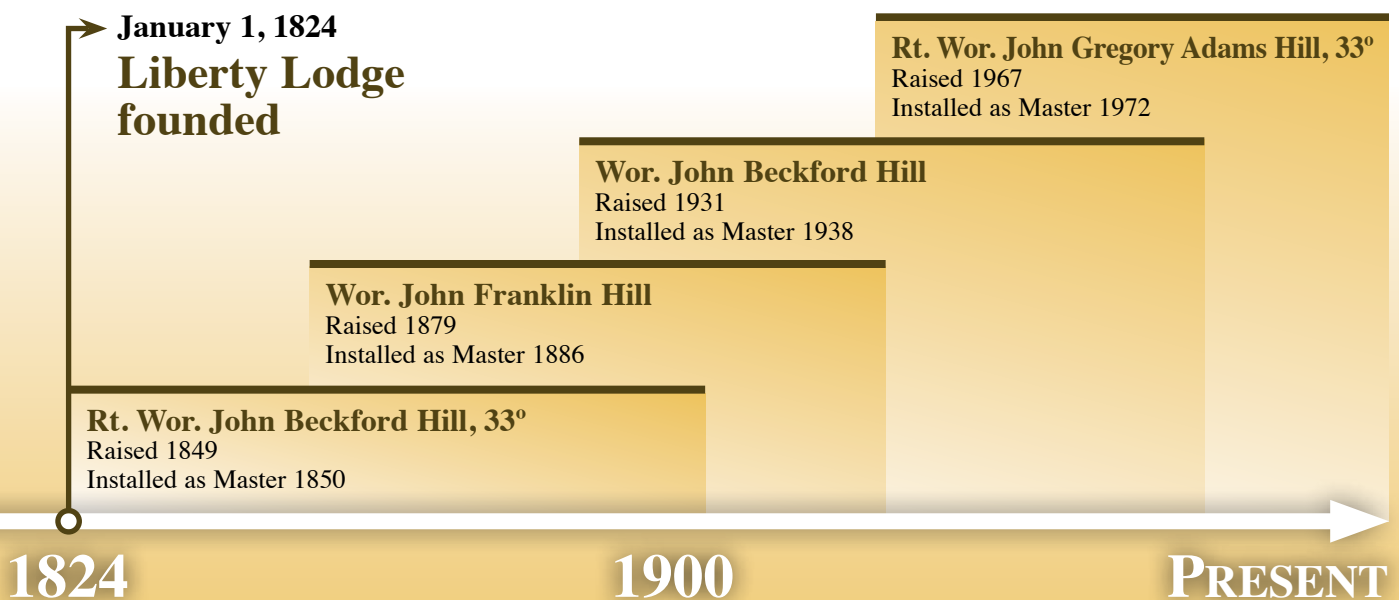 January 1, 1824
Liberty Lodge
founded
Rt. Wor. John Gregory Adams Hill, 33º
Raised 1967
Installed as Master 1972
Wor. John Beckford Hill
Raised 1931
Installed as Master 1938
Wor. John Franklin Hill
Raised 1879
Installed as Master 1886
Rt. Wor. John Beckford Hill, 33º
Raised 1849
Installed as Master 1850
1824 1900 PRESENT